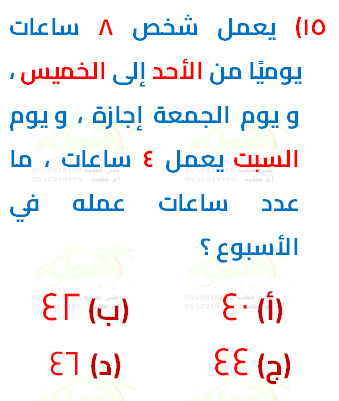 ١٥) يعمل شخص ٨ ساعات
يوميًا من الأحد إلى الخميس ،
و يوم الجمعة إجازة ، و يوم
السبت يعمل ٤ ساعات ، ما
عدد ساعات عمله في
الأسبوع ؟
(أ) ٤٠ (ب) ٤٢
(ج) ٤٤ (د) ٤٦